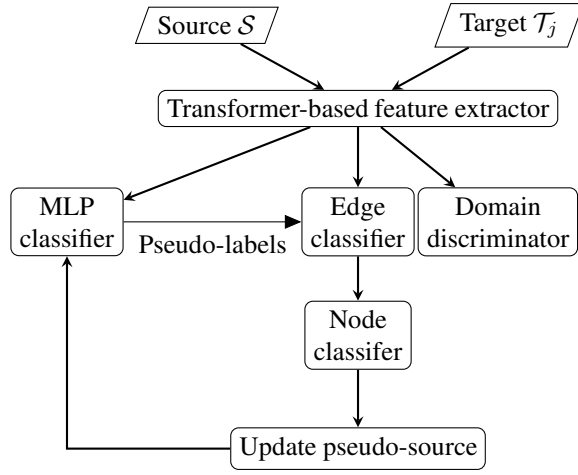 Source 𝒮
Target 𝒯_j
Transformer-based feature extractor
MLP
classifier
Pseudo-labels
Edge
classifier
Domain
discriminator
Node
classifer
Update pseudo-source